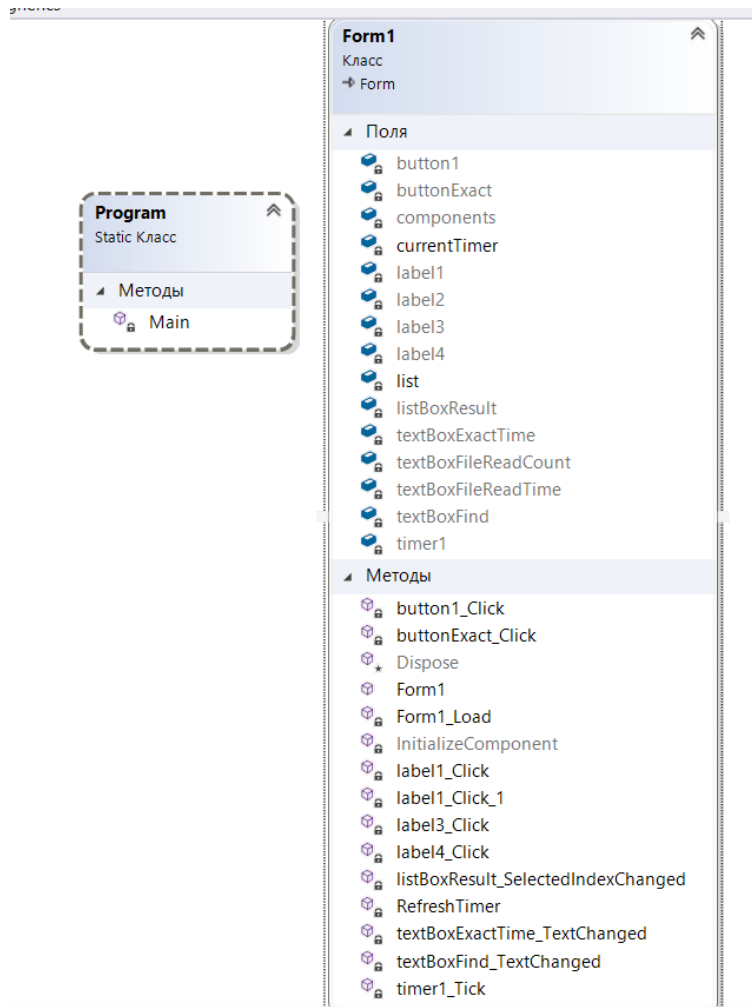 Program
Static Класс
Методы
Main
Form1
Класс
Form
Поля
button1
buttonExact
components
currentTimer
label1
label2
label3
label4
list
listBoxResult
textBoxExactTime
textBoxFileReadCount
textBoxFileReadTime
textBoxFind
timer1
Методы
button1_Click
buttonExact_Click
Dispose
Form1
Form1_Load
InitializeComponent
label1_Click
label1_Click_1
label3_Click
label4_Click
listBoxResult_SelectedIndexChanged
RefreshTimer
textBoxExactTime_TextChanged
textBoxFind_TextChanged
timer1_Tick